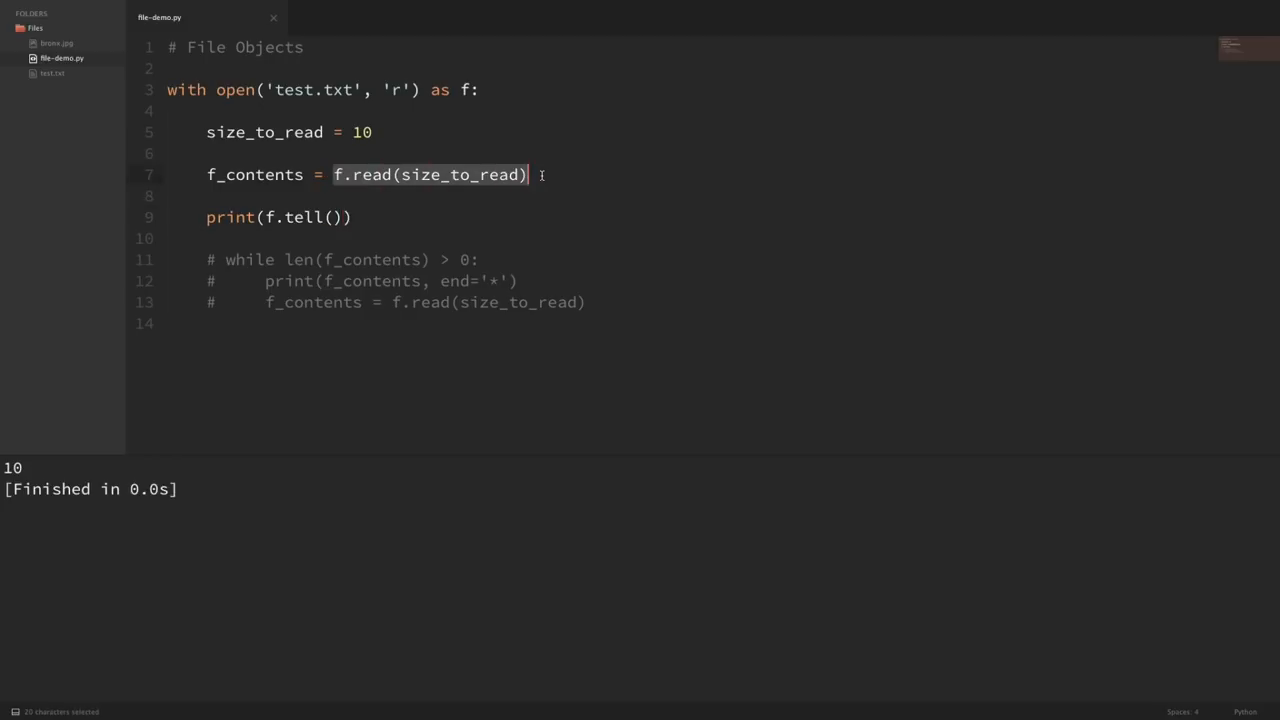 FOLDERS
Files
bronx.jpg
file-demo.py
test.txt
file-demo.py ×
1 # File Objects
2
3 with open('test.txt', 'r') as f:
4
5     size_to_read = 10
6
7     f_contents = f.read(size_to_read)
8
9     print(f.tell())
10
11     # while len(f_contents) > 0:
12     #     print(f_contents, end='*')
13     #     f_contents = f.read(size_to_read)
14
10
[Finished in 0.0s]
20 characters selected
Spaces: 4
Python